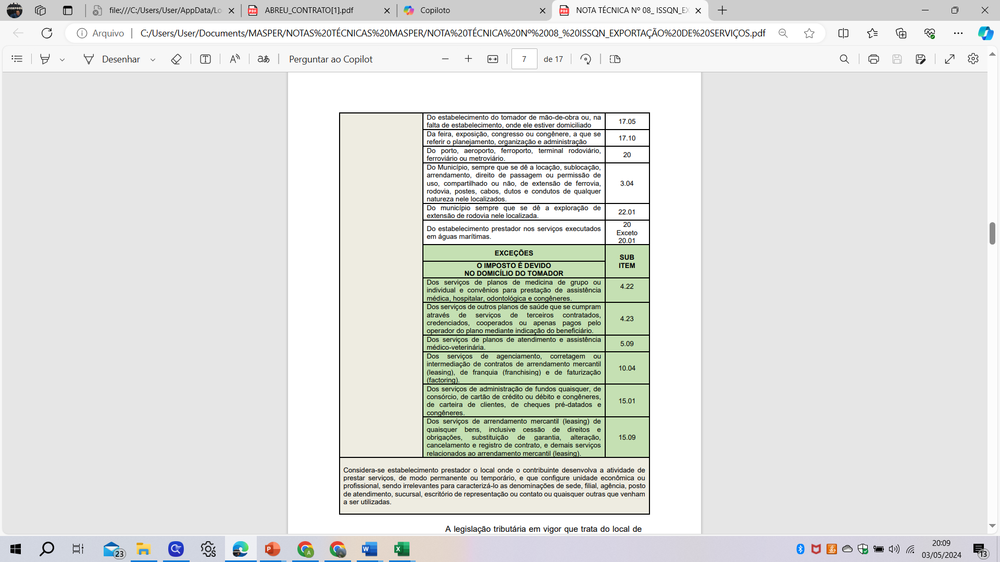 file:///C:/Users/User/AppData/Lo
ABREU_CONTRATO[1].pdf
Copiloto
NOTA TÉCNICA Nº 08_ ISSQN_EX
Arquivo
C:/Users/User/Documents/MASPER/NOTAS%20TÉCNICAS%20MASPER/NOTA%20TÉCNICA%20Nº%2008_%20ISSQN_EXPORTAÇÃO%20DE%20SERVIÇOS.pdf
Desenhar
Perguntar ao Copilot
7
de 17
Do estabelecimento do tomador de mão-de-obra ou, na
falta de estabelecimento, onde ele estiver domiciliado
17.05
Da feira, exposição, congresso ou congênere, a que se
referir o planejamento, organização e administração
17.10
Do porto, aeroporto, ferroporto, terminal rodoviário,
ferroviário ou metroviário.
20
Do Município, sempre que se dê a locação, sublocação,
arrendamento, direito de passagem ou permissão de
uso, compartilhado ou não, de extensão de ferrovia,
rodovia, postes, cabos, dutos e condutos de qualquer
natureza nele localizados.
3.04
Do município sempre que se dê a exploração de
extensão de rodovia nele localizada.
22.01
Do estabelecimento prestador nos serviços executados
em águas marítimas.
20
Exceto
20.01
EXCEÇÕES
O IMPOSTO É DEVIDO
NO DOMICÍLIO DO TOMADOR
SUB
ITEM
Dos serviços de planos de medicina de grupo ou
individual e convênios para prestação de assistência
médica, hospitalar, odontológica e congêneres.
4.22
Dos serviços de outros planos de saúde que se cumpram
através de serviços de terceiros contratados,
credenciados, cooperados ou apenas pagos pelo
operador do plano mediante indicação do beneficiário.
4.23
Dos serviços de planos de atendimento e assistência
médico-veterinária.
5.09
Dos serviços de agenciamento, corretagem ou
intermediação de contratos de arrendamento mercantil
(leasing), de franquia (franchising) e de faturização
(factoring).
10.04
Dos serviços de administração de fundos quaisquer, de
consórcio, de cartão de crédito ou débito e congêneres,
de carteira de clientes, de cheques pré-datados e
congêneres.
15.01
Dos serviços de arrendamento mercantil (leasing) de
quaisquer bens, inclusive cessão de direitos e
obrigações, substituição de garantia, alteração,
cancelamento e registro de contrato, e demais serviços
relacionados ao arrendamento mercantil (leasing).
15.09
Considera-se estabelecimento prestador o local onde o contribuinte desenvolva a atividade de
prestar serviços, de modo permanente ou temporário, e que configure unidade econômica ou
profissional, sendo irrelevantes para caracterizá-lo as denominações de sede, filial, agência, posto
de atendimento, sucursal, escritório de representação ou contato ou quaisquer outras que venham
a ser utilizadas.
A legislação tributária em vigor que trata do local de
23
20:09
03/05/2024
13